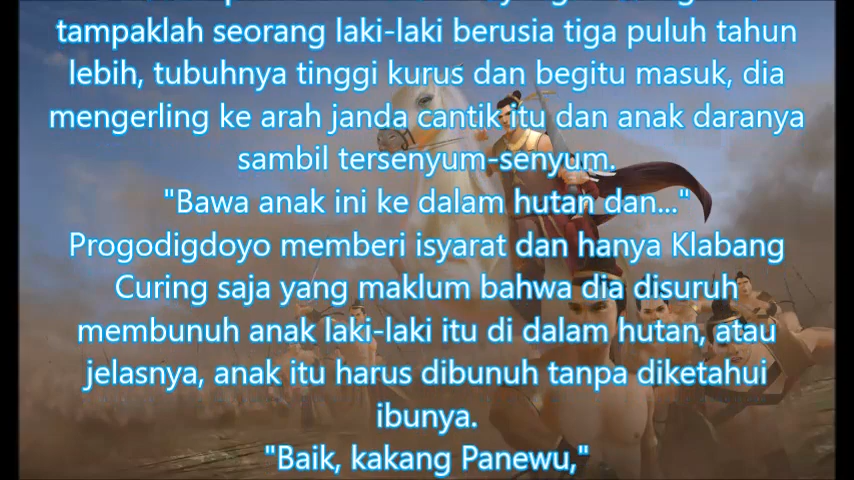 tampaklah seorang laki-laki berusia tiga puluh tahun
lebih, tubuhnya tinggi kurus dan begitu masuk, dia
mengerling ke arah janda cantik itu dan anak daranya
sambil tersenyum-senyum.
"Bawa anak ini ke dalam hutan dan..."
Progodigdoyo memberi isyarat dan hanya Klabang
Curing saja yang maklum bahwa dia disuruh
membunuh anak laki-laki itu di dalam hutan, atau
jelasnya, anak itu harus dibunuh tanpa diketahui
ibunya.
"Baik, kakang Panewu,"